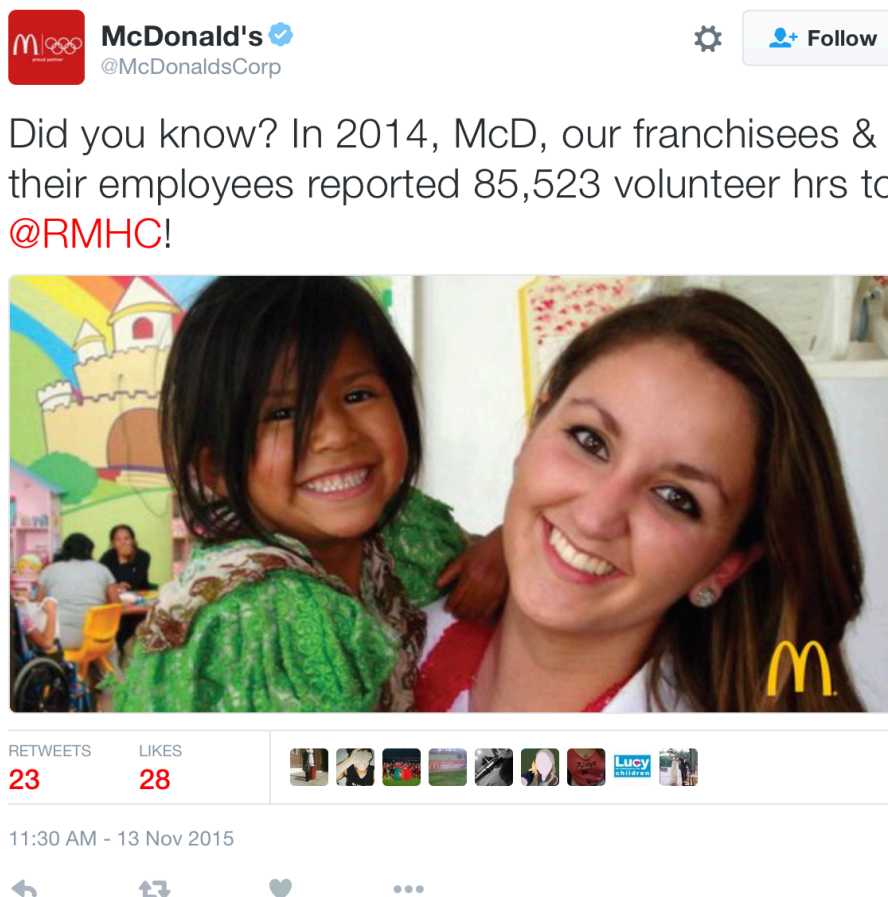 McDonald's
@McDonaldsCorp
Follow
Did you know? In 2014, McD, our franchisees &
their employees reported 85,523 volunteer hrs to
@RMHC!
RETWEETS
LIKES
23
28
Lucy
children
11:30 AM - 13 Nov 2015